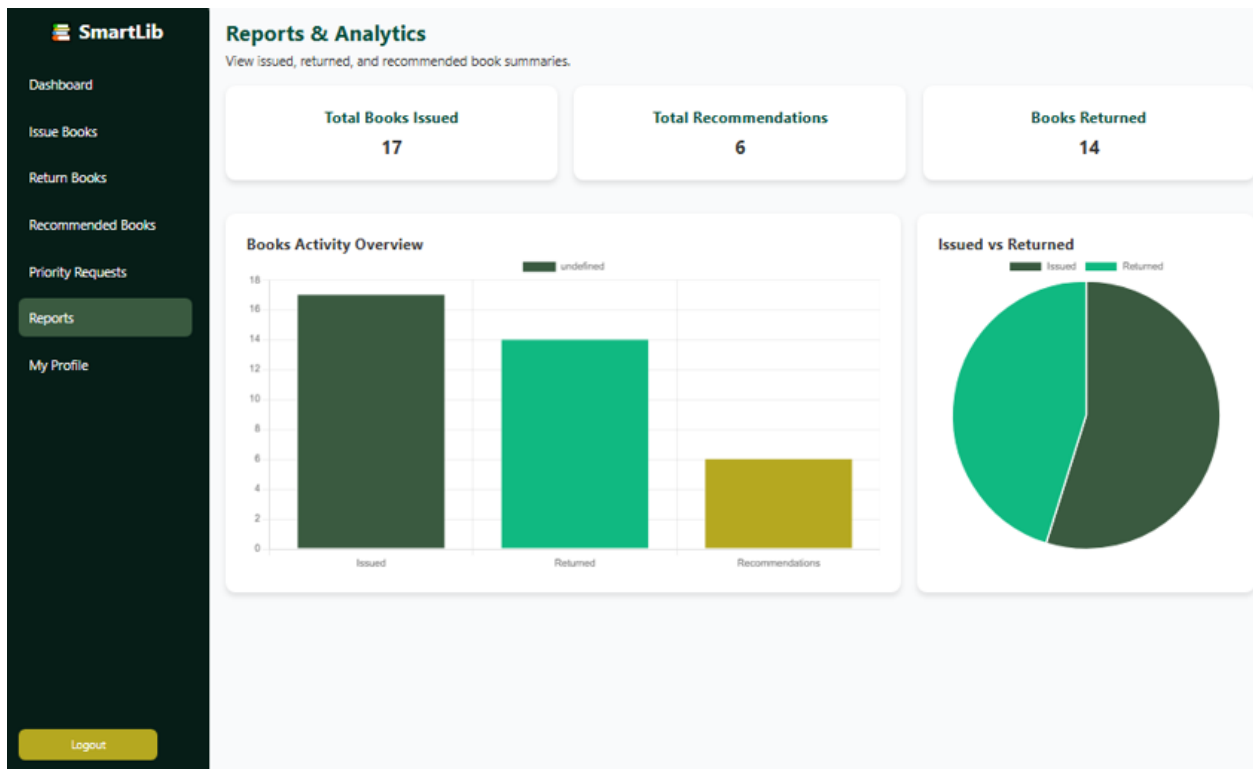 SmartLib
Dashboard
Issue Books
Return Books
Recommended Books
Priority Requests
Reports
My Profile
Logout
Reports & Analytics
View issued, returned, and recommended book summaries.
Total Books Issued
17
Total Recommendations
6
Books Returned
14
Books Activity Overview
undefined
18
16
14
12
10
8
6
4
2
0
Issued Returned Recommendations
Issued vs Returned
Issued Returned